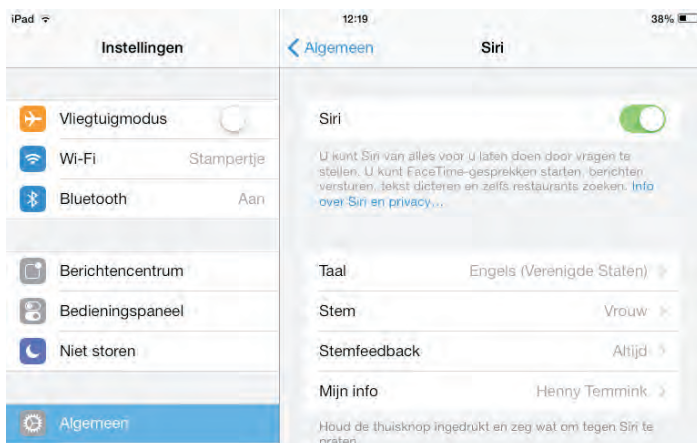 iPad 12:19 38%
Instellingen
Algemeen
Siri
Vliegtuigmodus
Wi-Fi Stampertje
Bluetooth Aan
Berichtencentrum
Bedieningspaneel
Niet storen
Algemeen
Siri
U kunt Siri van alles voor u laten doen door vragen te
stellen. U kunt FaceTime-gesprekken starten, berichten
versturen, tekst dicteren en zelfs restaurants zoeken. Info
over Siri en privacy...
Taal Engels (Verenigde Staten)
Stem Vrouw
Stemfeedback Altijd
Mijn info Henny Temmink
Houd de thuisknop ingedrukt en zeg wat om tegen Siri te
praten.